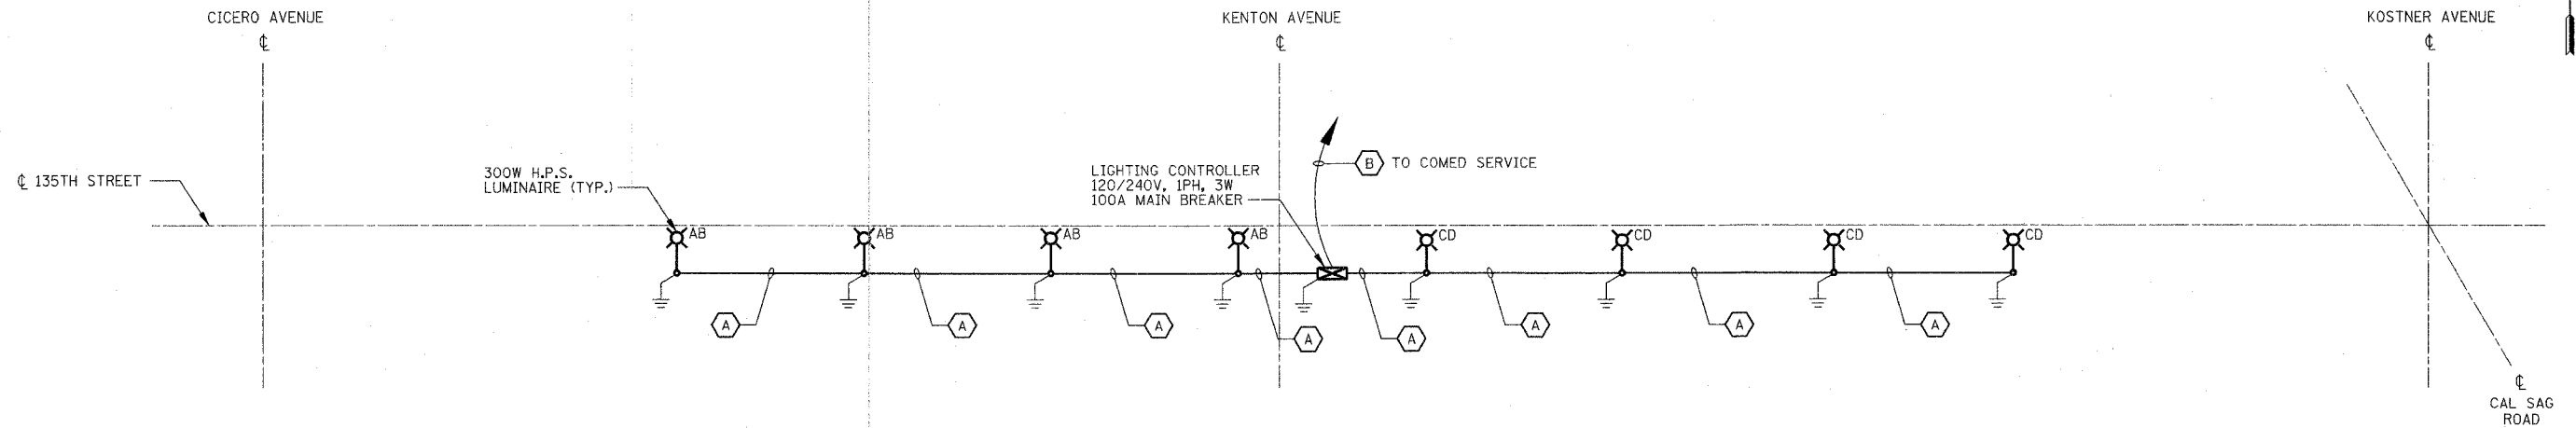 CICERO AVENUE
℄
KENTON AVENUE
℄
KOSTNER AVENUE
℄
℄ 135TH STREET
300W H.P.S.
LUMINAIRE (TYP.)
LIGHTING CONTROLLER
120/240V, 1PH, 3W
100A MAIN BREAKER
B TO COMED SERVICE
AB
AB
AB
AB
CD
CD
CD
CD
A
A
A
A
A
A
A
A
℄
CAL SAG
ROAD